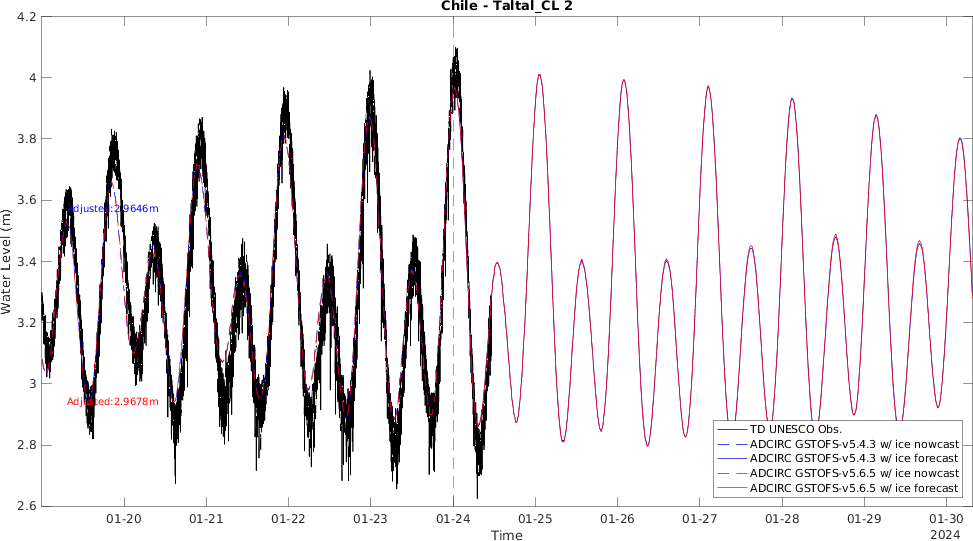 Chile - Taltal_CL 2
4.2
4
3.8
3.6
3.4
3.2
3
2.8
2.6
Water Level (m)
Adjusted:2.9646m
Adjusted:2.9678m
TD UNESCO Obs.
ADCIRC GSTOFS-v5.4.3 w/ ice nowcast
ADCIRC GSTOFS-v5.4.3 w/ ice forecast
ADCIRC GSTOFS-v5.6.5 w/ ice nowcast
ADCIRC GSTOFS-v5.6.5 w/ ice forecast
01-20 01-21 01-22 01-23 01-24 01-25 01-26 01-27 01-28 01-29 01-30
2024
Time